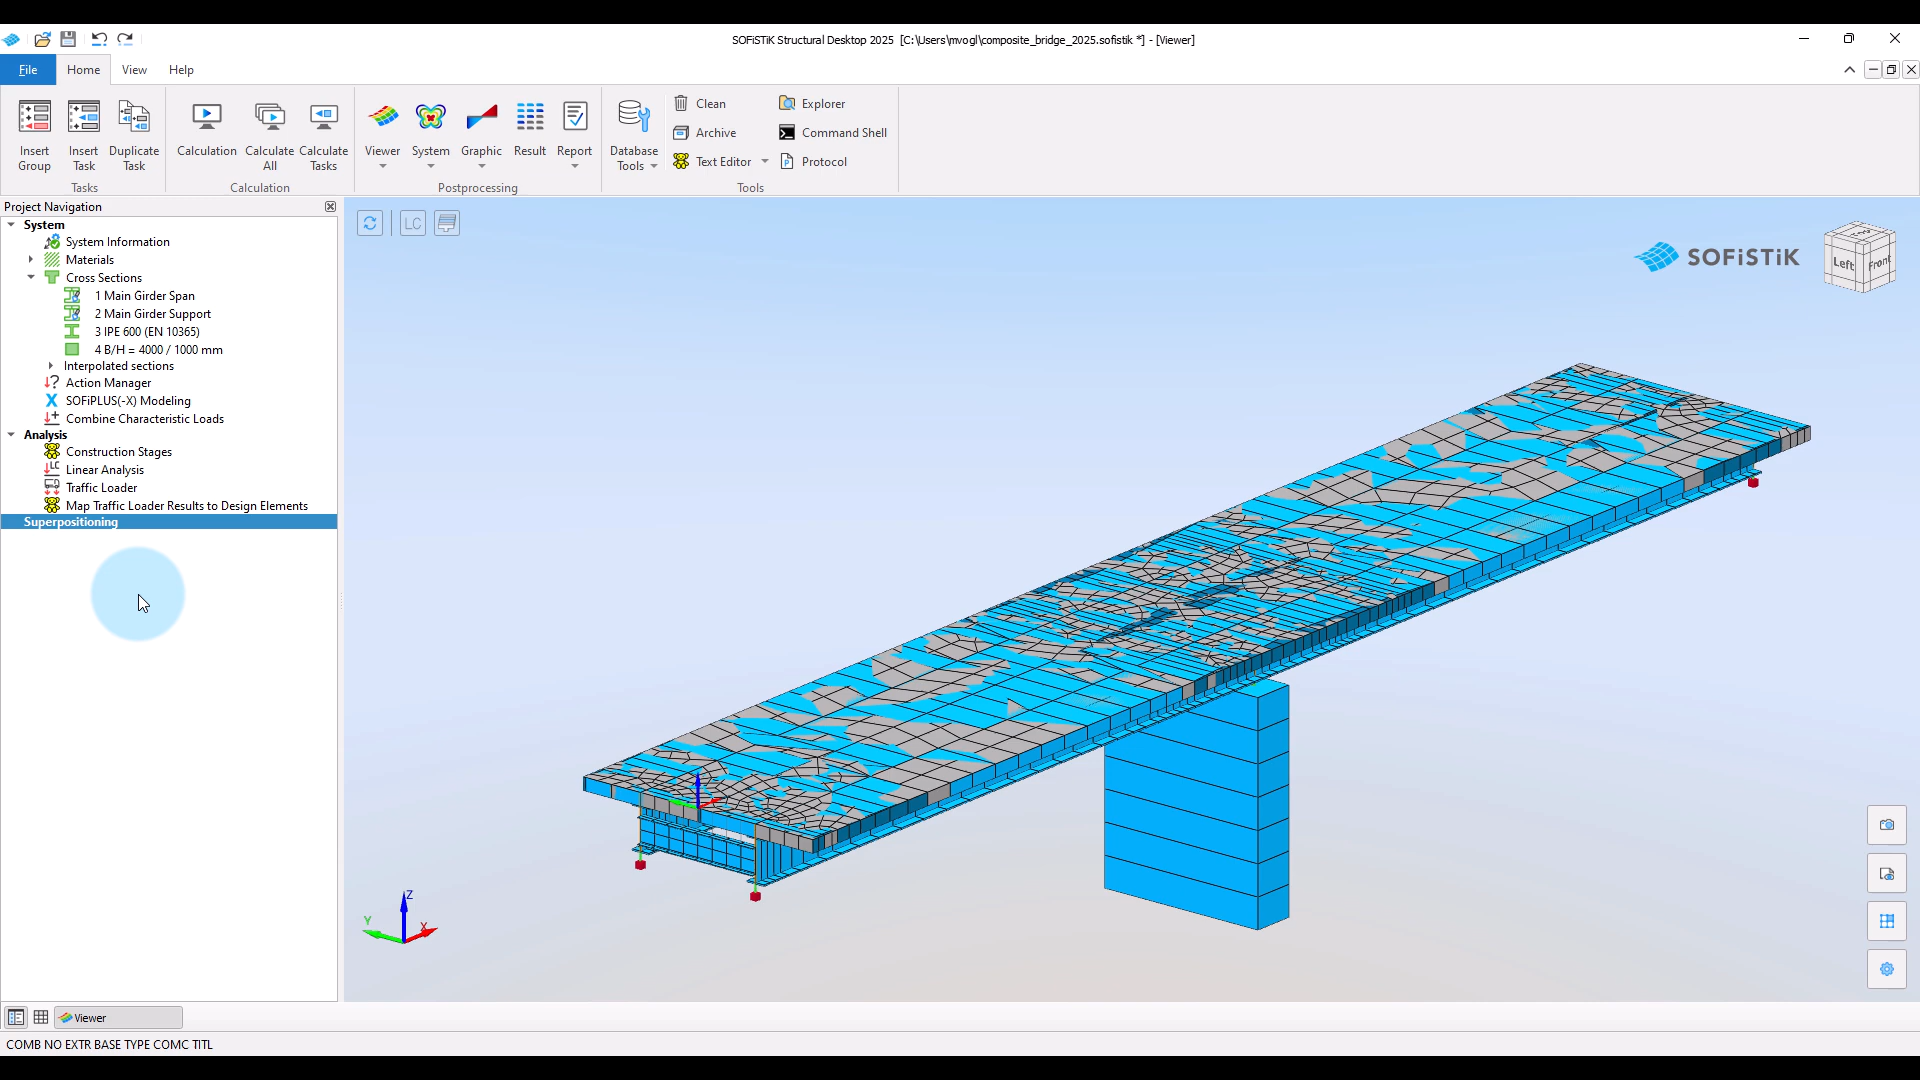 SOFiSTiK Structural Desktop 2025 [C:\Users\mvogl\composite_bridge_2025.sofistik *] - [Viewer]
File Home View Help
Insert Group
Insert Task
Duplicate Task
Tasks
Calculation
Calculate All
Calculate Tasks
Calculation
Viewer
System
Graphic
Result
Report
Postprocessing
Database Tools
Clean
Archive
Text Editor
Explorer
Command Shell
Protocol
Tools
Project Navigation
System
System Information
Materials
Cross Sections
1 Main Girder Span
2 Main Girder Support
3 IPE 600 (EN 10365)
4 B/H = 4000 / 1000 mm
Interpolated sections
Action Manager
SOFiPLUS(-X) Modeling
Combine Characteristic Loads
Analysis
Construction Stages
Linear Analysis
Traffic Loader
Map Traffic Loader Results to Design Elements
Superpositioning
LC
SOFiSTiK
Left Front
Z
Y
X
Viewer
COMB NO EXTR BASE TYPE COMC TITL